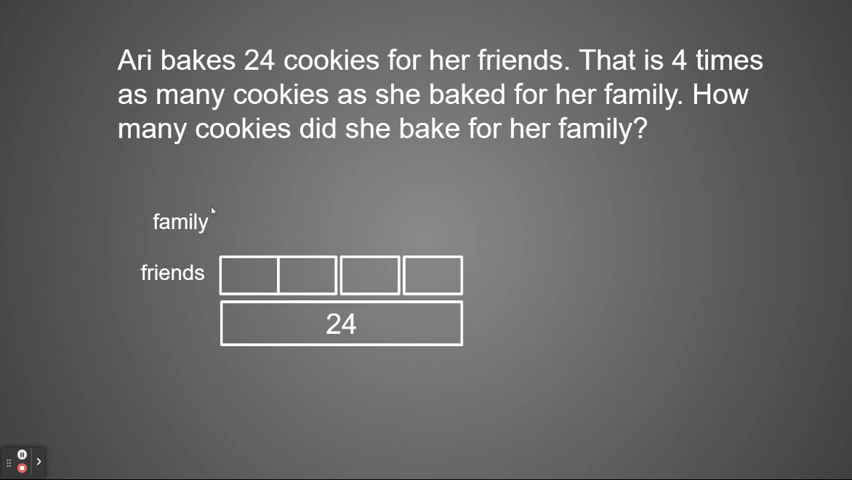 Ari bakes 24 cookies for her friends. That is 4 times
as many cookies as she baked for her family. How
many cookies did she bake for her family?
family
friends
24